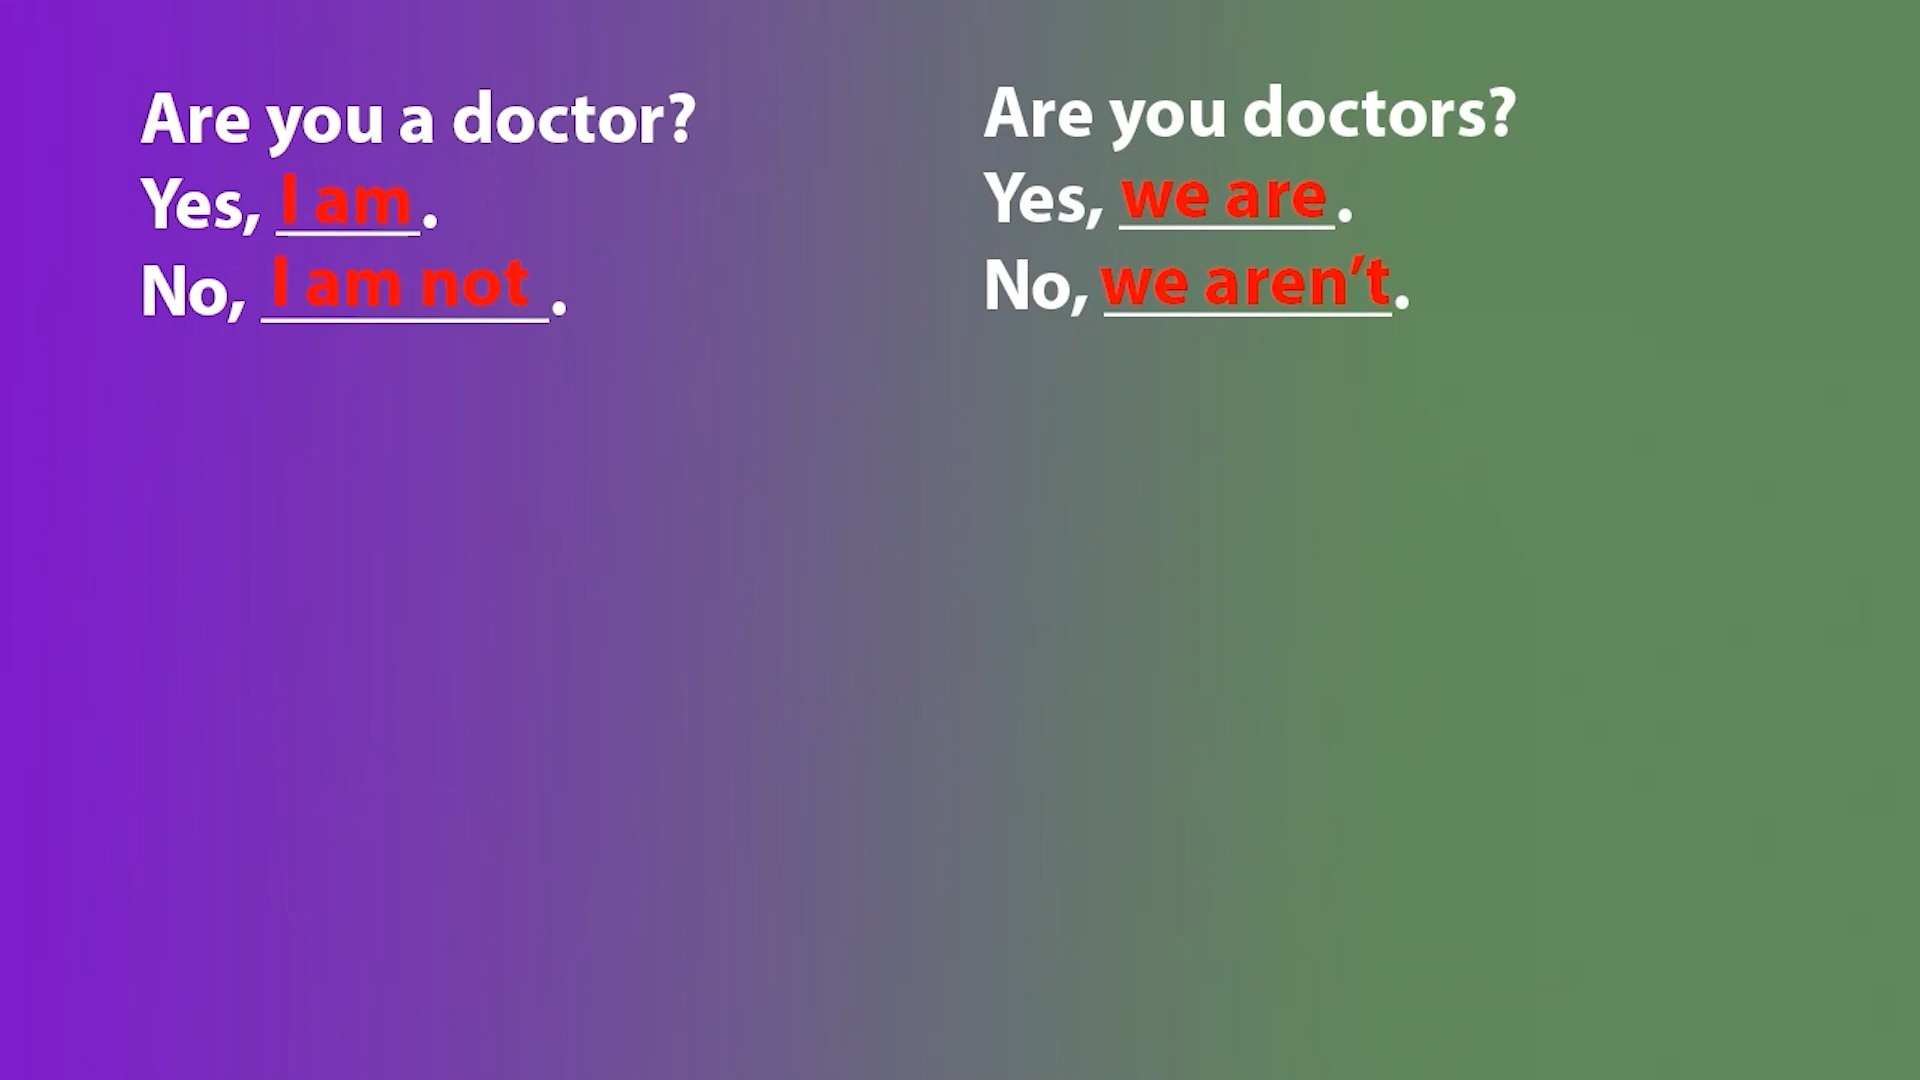 Are you a doctor?
Yes, I am.
No, I am not.
Are you doctors?
Yes, we are.
No, we aren’t.